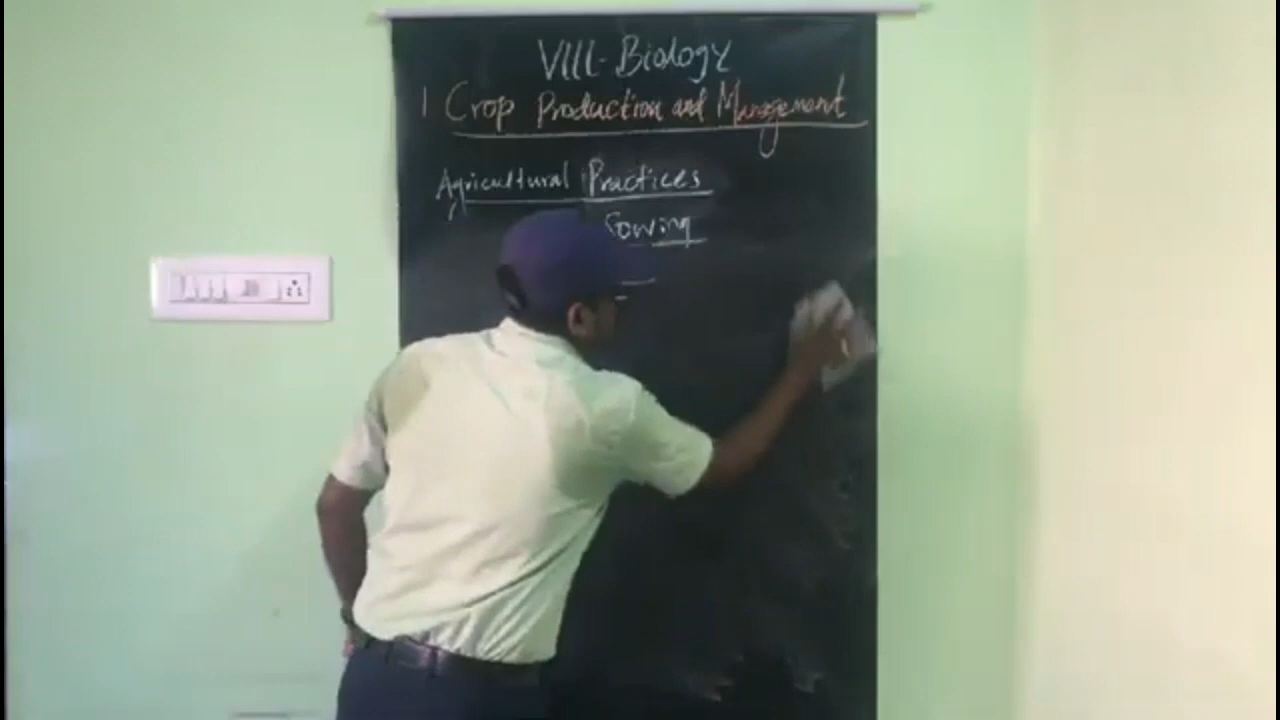 VIII-Biology
1 Crop Production and Management
Agricultural Practices
Sowing